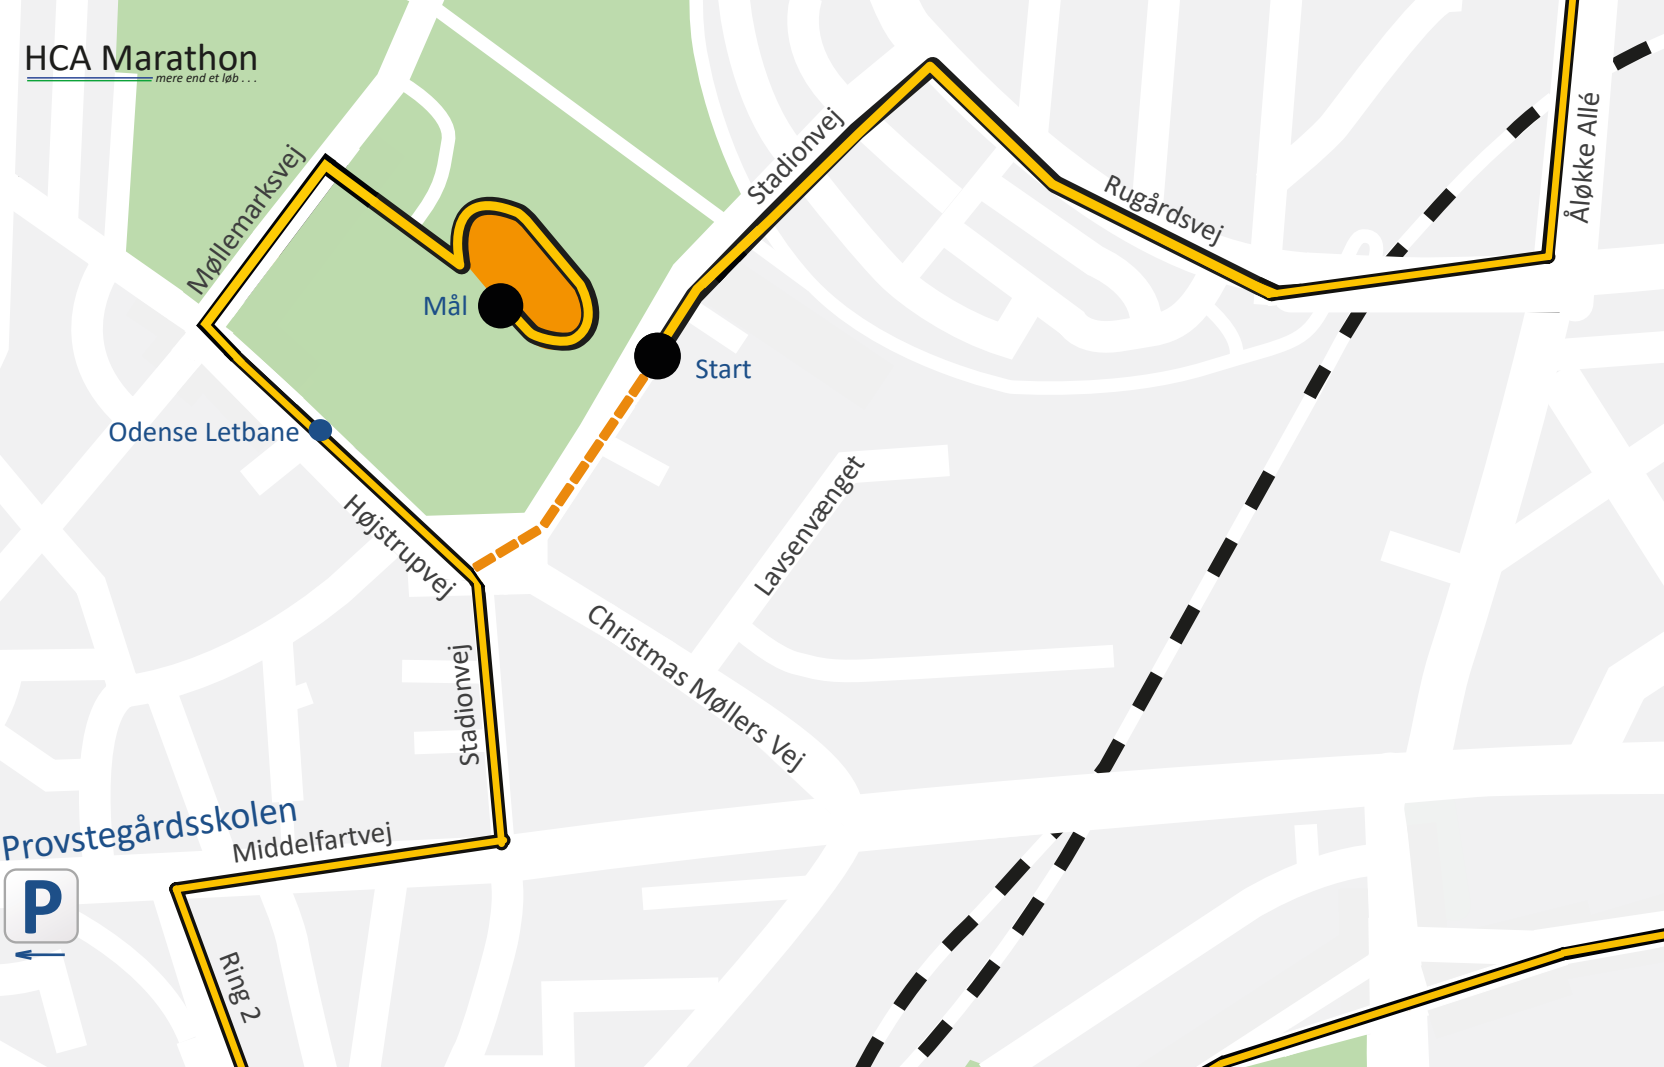 HCA Marathon
mere end et løb . . .
Møllemarksvej
Stadionvej
Rugårdsvej
Åløkke Allé
Mål
Start
Odense Letbane
Højstrupvej
Lavsenvænget
Christmas Møllers Vej
Stadionvej
Provstegårdsskolen
Middelfartvej
P
Ring 2